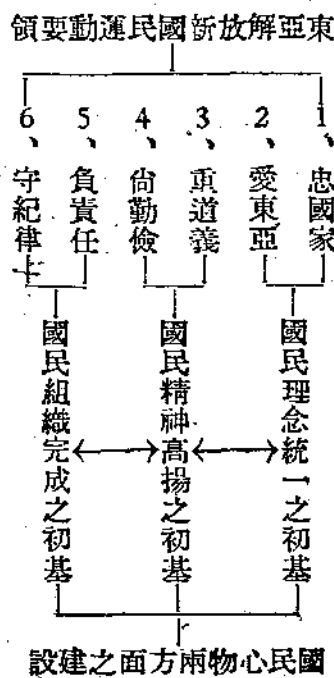 東亞解放新國民運動要領
1、忠國家
2、愛東亞
3、重道義
4、尙勤儉
5、負責任
6、守紀律
國民理念統一之初基
國民精神高揚之初基
國民組織完成之初基
國民心物兩方面之建設